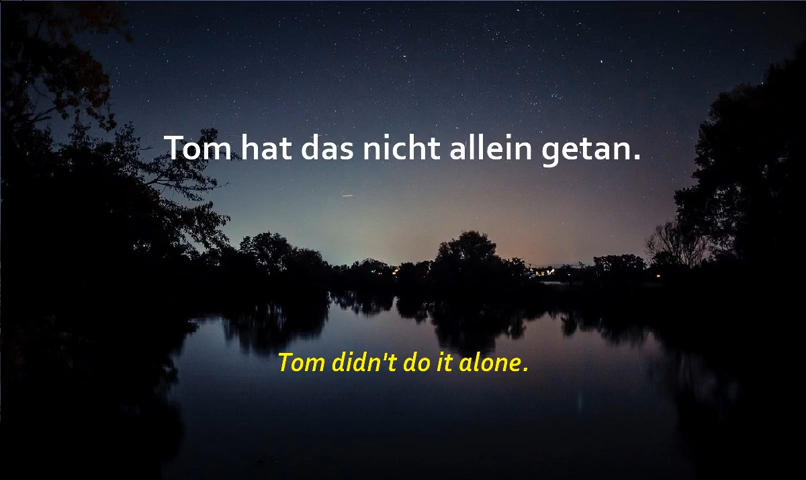 Tom hat das nicht allein getan.
Tom didn't do it alone.